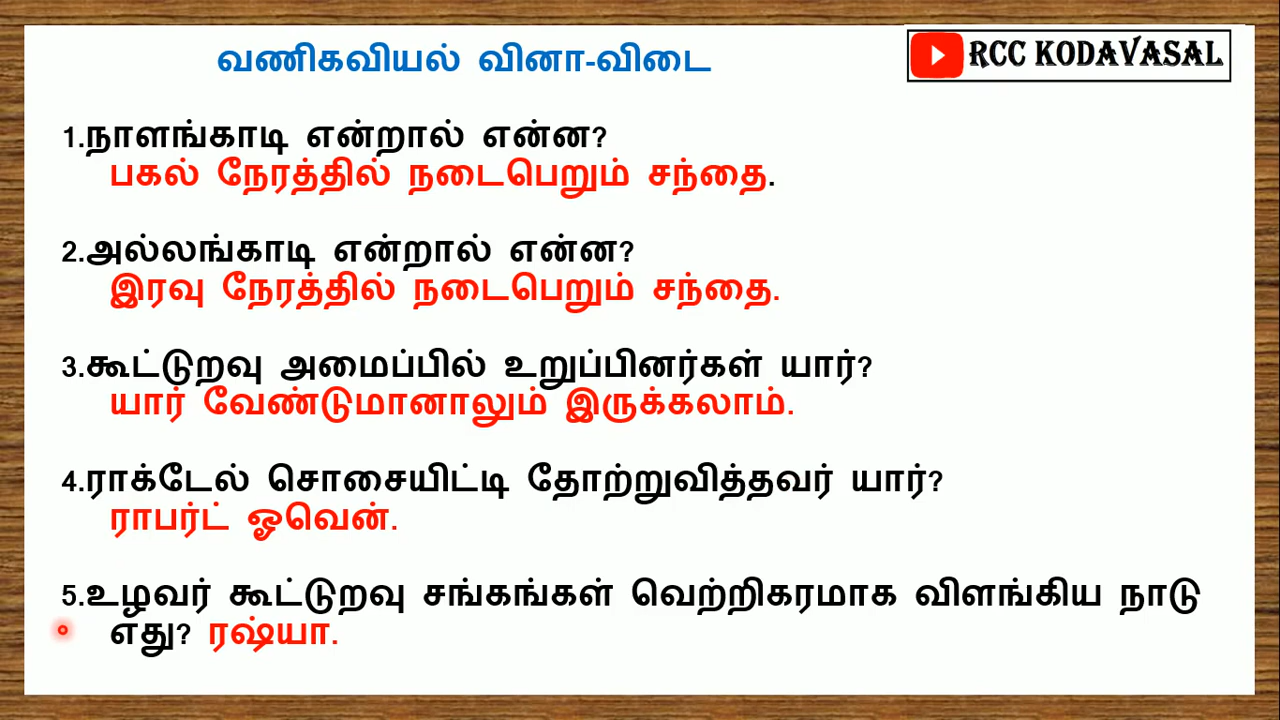 வணிகவியல் வினா-விடை
RCC KODAVASAL
1.நாளங்காடி என்றால் என்ன?
பகல் நேரத்தில் நடைபெறும் சந்தை.
2.அல்லங்காடி என்றால் என்ன?
இரவு நேரத்தில் நடைபெறும் சந்தை.
3.கூட்டுறவு அமைப்பில் உறுப்பினர்கள் யார்?
யார் வேண்டுமானாலும் இருக்கலாம்.
4.ராக்டேல் சொசையிட்டி தோற்றுவித்தவர் யார்?
ராபர்ட் ஓவென்.
5.உழவர் கூட்டுறவு சங்கங்கள் வெற்றிகரமாக விளங்கிய நாடு
எது? ரஷ்யா.